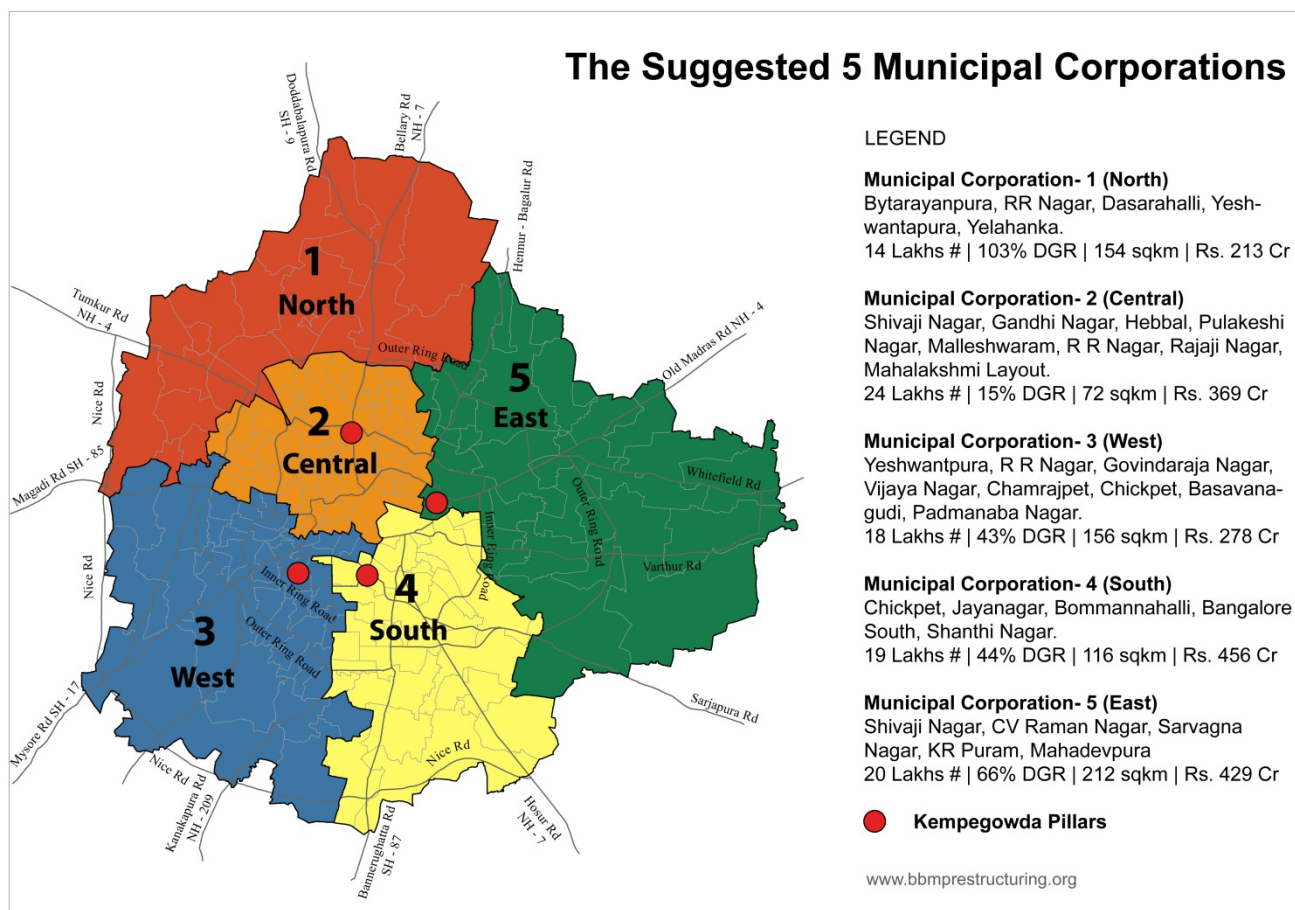 The Suggested 5 Municipal Corporations
LEGEND
Municipal Corporation- 1 (North)
Bytarayanpura, RR Nagar, Dasarahalli, Yesh-
wantapura, Yelahanka.
14 Lakhs # | 103% DGR | 154 sqkm | Rs. 213 Cr
Municipal Corporation- 2 (Central)
Shivaji Nagar, Gandhi Nagar, Hebbal, Pulakeshi
Nagar, Malleshwaram, R R Nagar, Rajaji Nagar,
Mahalakshmi Layout.
24 Lakhs # | 15% DGR | 72 sqkm | Rs. 369 Cr
Municipal Corporation- 3 (West)
Yeshwantpura, R R Nagar, Govindaraja Nagar,
Vijaya Nagar, Chamrajpet, Chickpet, Basavana-
gudi, Padmanaba Nagar.
18 Lakhs # | 43% DGR | 156 sqkm | Rs. 278 Cr
Municipal Corporation- 4 (South)
Chickpet, Jayanagar, Bommannahalli, Bangalore
South, Shanthi Nagar.
19 Lakhs # | 44% DGR | 116 sqkm | Rs. 456 Cr
Municipal Corporation- 5 (East)
Shivaji Nagar, CV Raman Nagar, Sarvagna
Nagar, KR Puram, Mahadevpura
20 Lakhs # | 66% DGR | 212 sqkm | Rs. 429 Cr
Kempegowda Pillars
www.bbmprestructuring.org
Doddabalapura Rd
SH - 9
Bellary Rd
NH - 7
Hennur - Bagalur Rd
1
North
Tumkur Rd
NH - 4
Outer Ring Road
Old Madras Rd NH - 4
5
East
Nice Rd
2
Central
Magadi Rd SH - 85
Whitefield Rd
Outer Ring Road
Inner Ring Road
Nice Rd
Varthur Rd
Inner Ring Road
4
South
3
West
Outer Ring Road
Mysore Rd SH - 17
Sarjapura Rd
Nice Rd
Nice Rd
Kanakapura Rd
NH - 209
Bannerughatta Rd
SH - 87
Hosur Rd
NH - 7